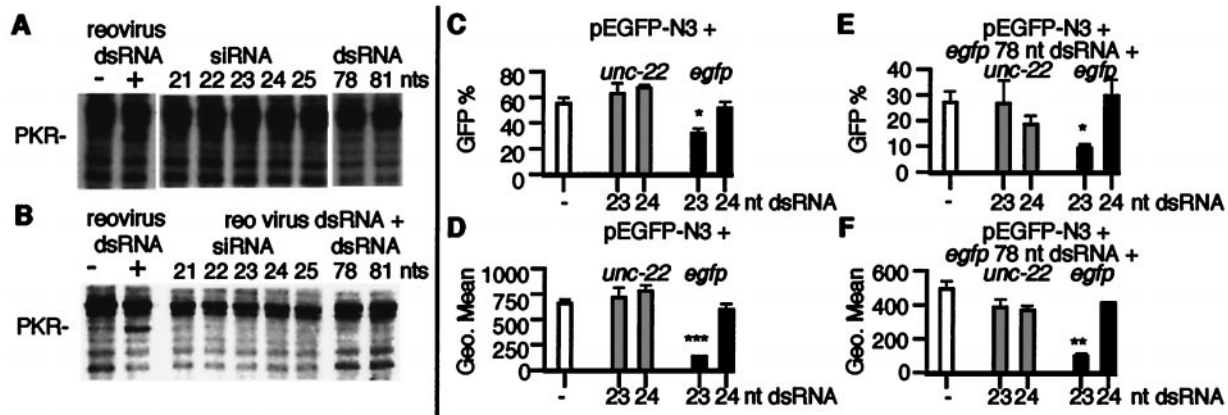 A
reovirus
dsRNA
siRNA
dsRNA
- + 21 22 23 24 25 78 81 nts
PKR-
B
reovirus
dsRNA
reo virus dsRNA +
siRNA
dsRNA
- + 21 22 23 24 25 78 81 nts
PKR-
C
pEGFP-N3 +
unc-22 egfp
GFP %
80
60
40
20
0
*
- 23 24 23 24 nt dsRNA
D
pEGFP-N3 +
unc-22 egfp
Geo. Mean
1000
750
500
250
0
***
- 23 24 23 24 nt dsRNA
E
pEGFP-N3 +
egfp 78 nt dsRNA +
unc-22 egfp
GFP %
40
30
20
10
0
*
- 23 24 23 24
F
pEGFP-N3 +
egfp 78 nt dsRNA +
unc-22 egfp
Geo. Mean
600
400
200
0
**
- 23 24 23 24